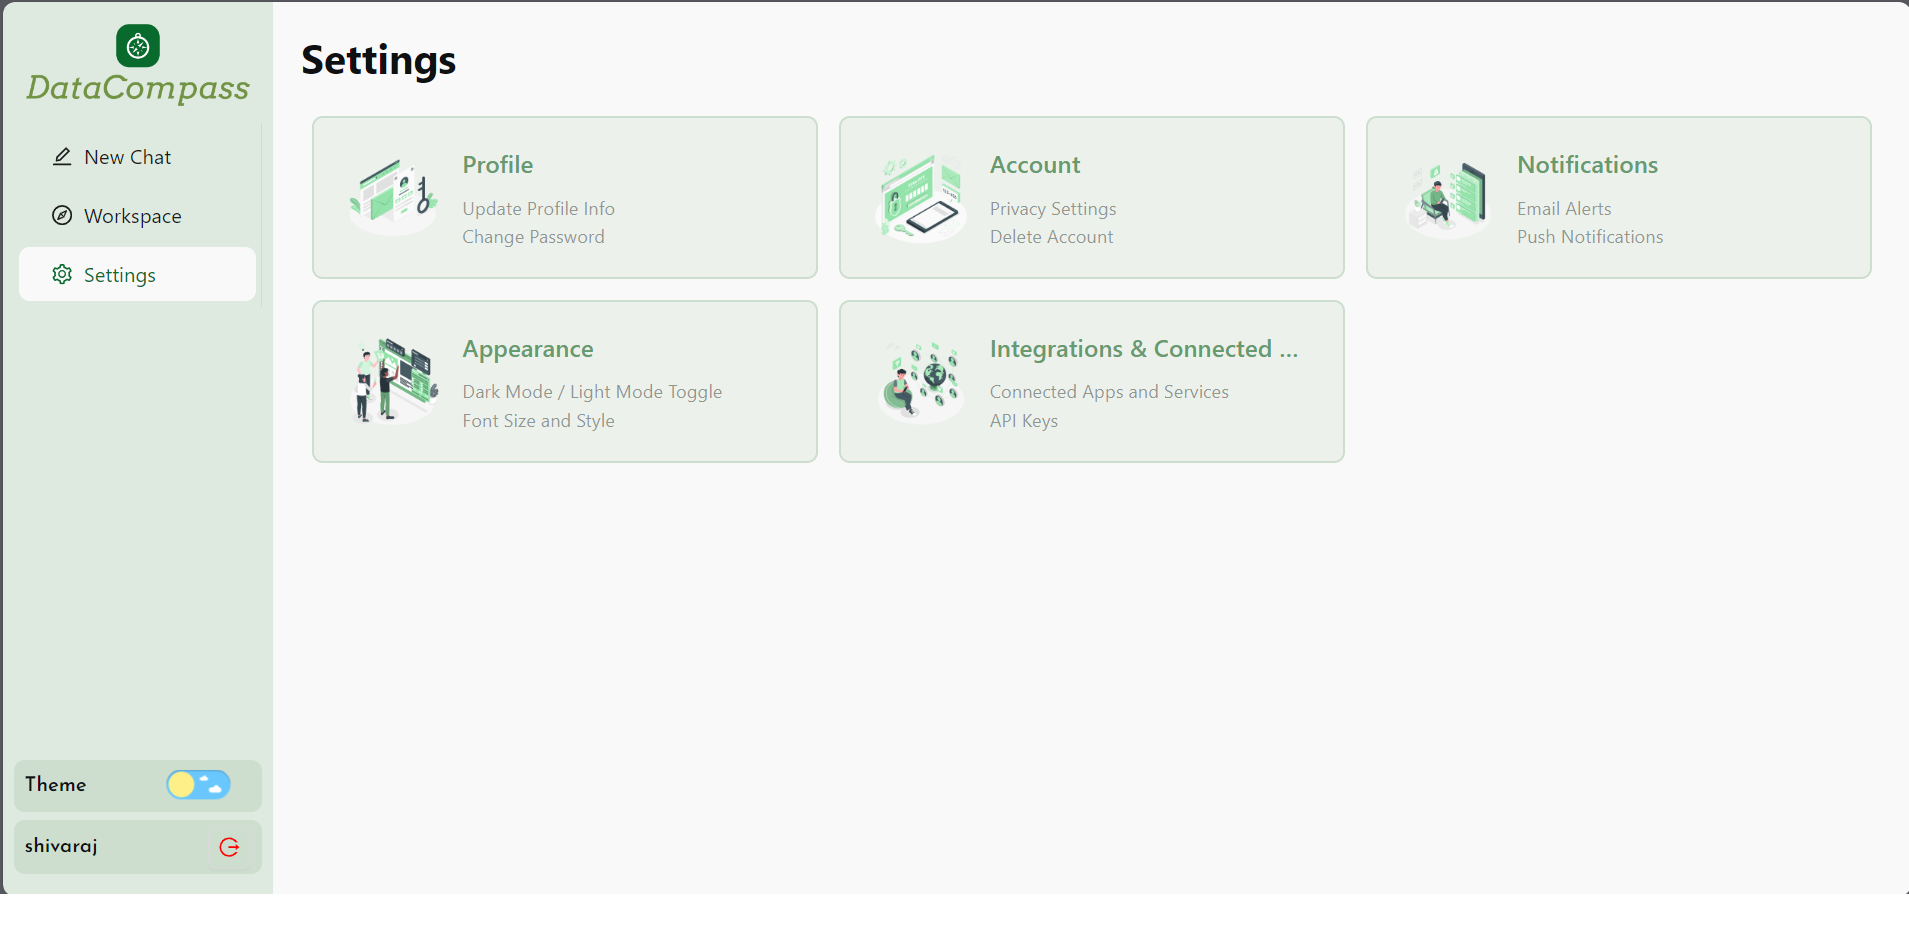 DataCompass
New Chat
Workspace
Settings
Theme
shivaraj
Settings
Profile
Update Profile Info
Change Password
Account
Privacy Settings
Delete Account
Notifications
Email Alerts
Push Notifications
Appearance
Dark Mode / Light Mode Toggle
Font Size and Style
Integrations & Connected ...
Connected Apps and Services
API Keys